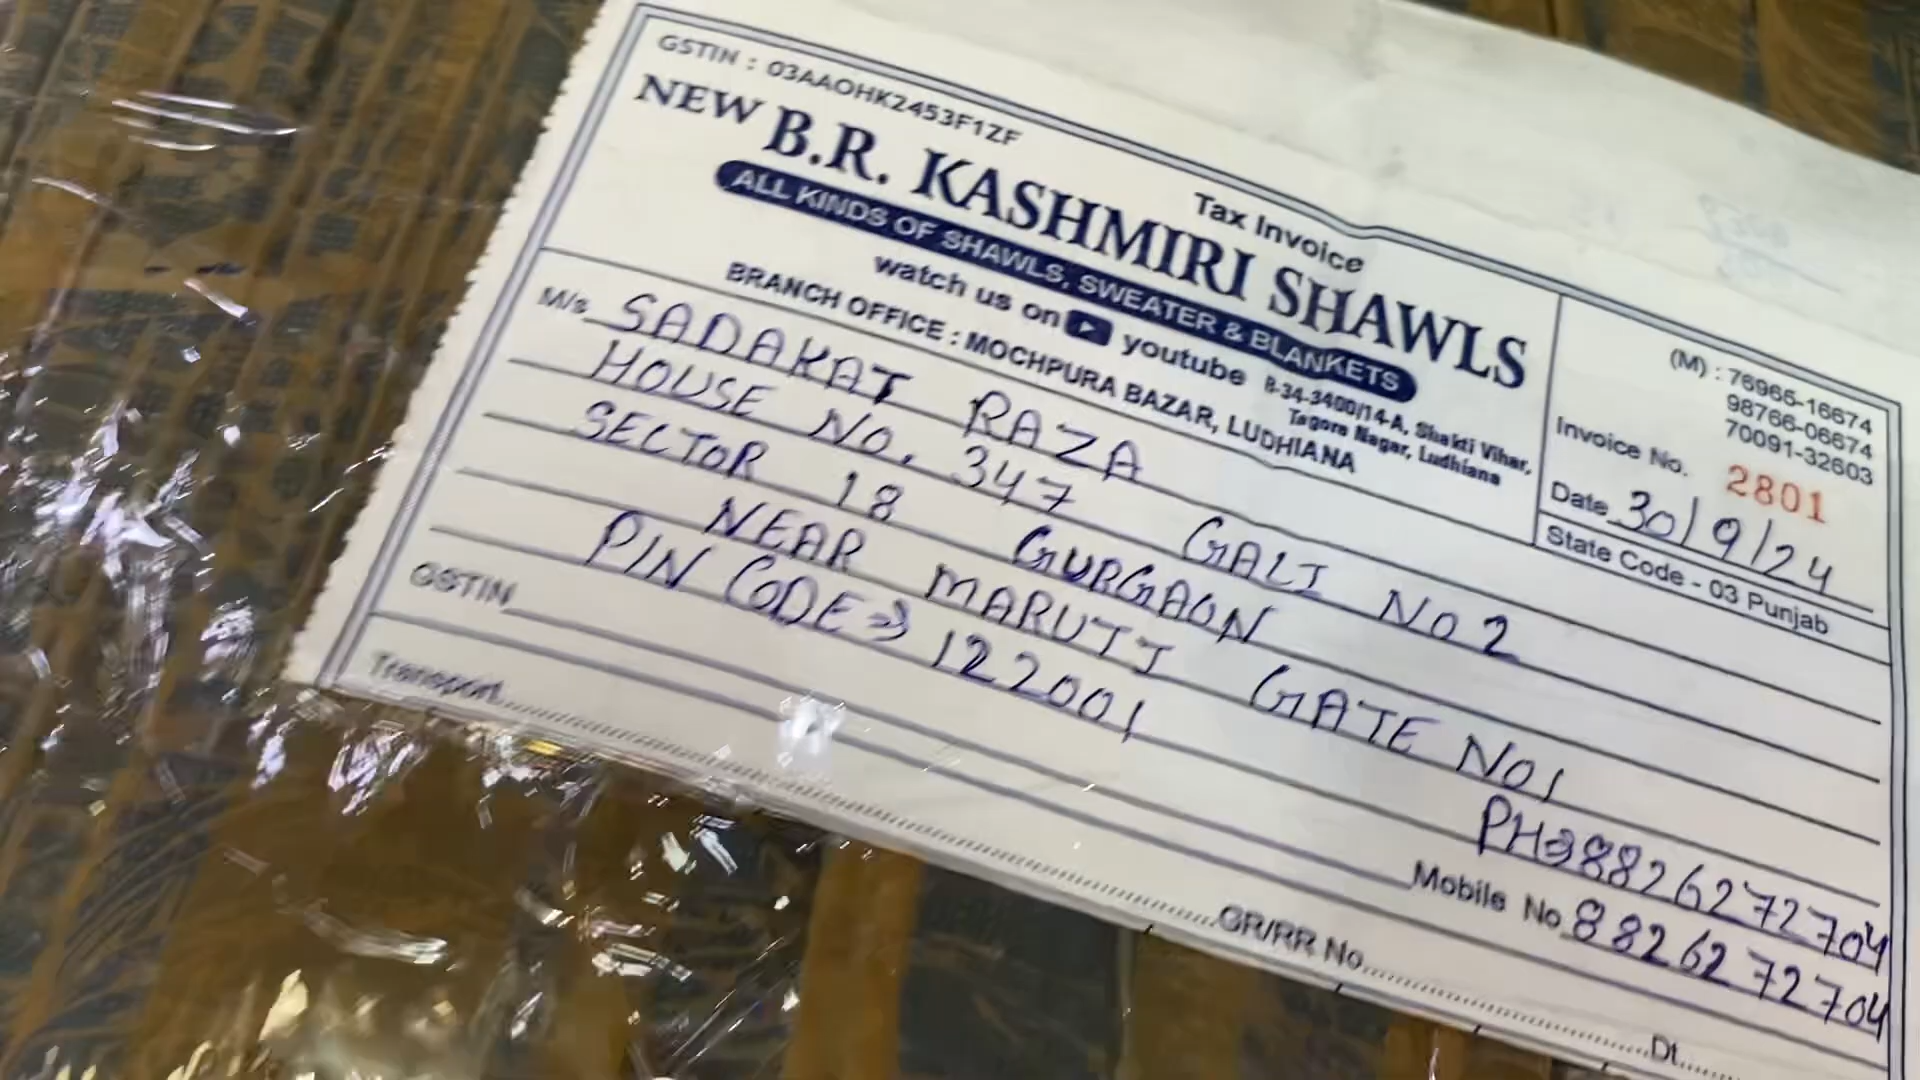 GSTIN : 03AAOHK2453F1ZF
Tax Invoice
NEW B.R. KASHMIRI SHAWLS
ALL KINDS OF SHAWLS, SWEATER & BLANKETS
watch us on youtube
B-34-3400/14-A, Shakti Vihar,
Tagore Nagar, Ludhiana
BRANCH OFFICE : MOCHPURA BAZAR, LUDHIANA
(M) : 76966-16674
98766-06674
70091-32603
Invoice No. 2801
Date 30/9/24
State Code - 03 Punjab
M/s SADAKAT RAZA
HOUSE NO. 347 GALI NO 2
SECTOR 18 GURGAON
NEAR MARUTI GATE NO 1
PIN CODE → 122001
PH→ 8826272704
GSTIN
Mobile No. 8826272704
Transport
GR/RR No.
Dt.